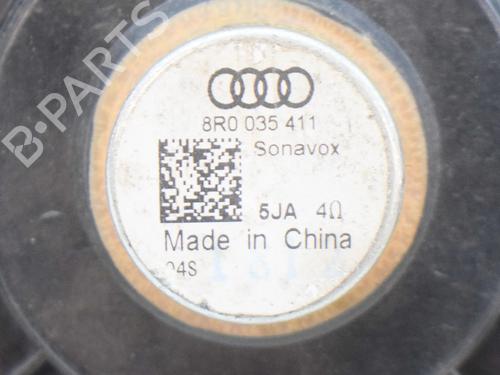 B-PARTS
8R0 035 411
Sonavox
5JA 4Ω
Made in China
04S